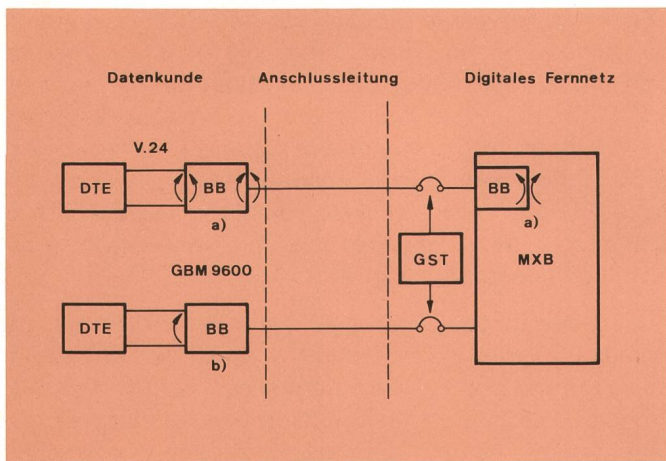 Datenkunde
Anschlussleitung
Digitales Fernnetz
V.24
DTE
BB
a)
BB
a)
GST
MXB
GBM 9600
DTE
BB
b)